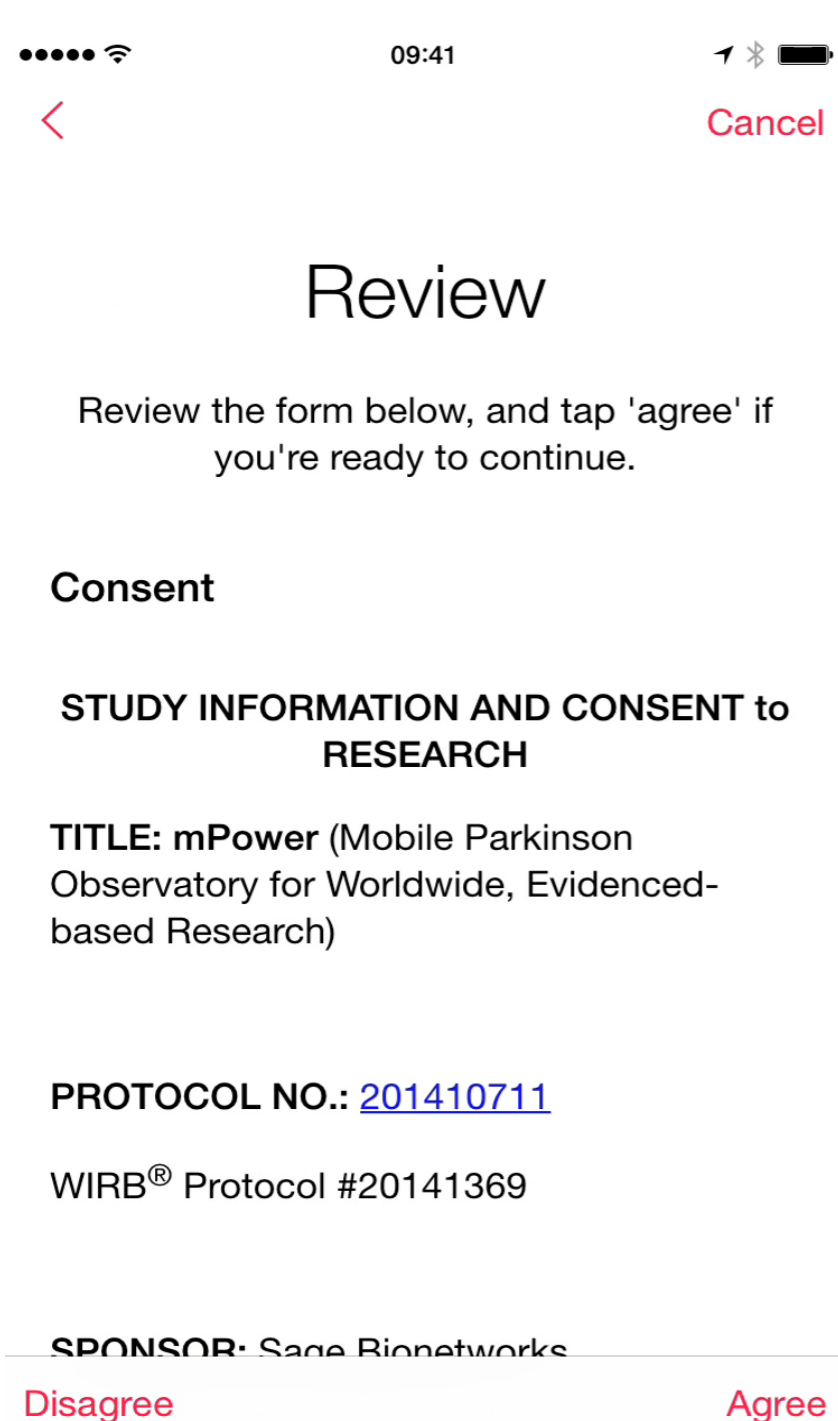 09:41
Cancel
Review
Review the form below, and tap 'agree' if
you're ready to continue.
Consent
STUDY INFORMATION AND CONSENT to
RESEARCH
TITLE: mPower (Mobile Parkinson
Observatory for Worldwide, Evidenced-
based Research)
PROTOCOL NO.: 201410711
WIRB® Protocol #20141369
SPONSOR: Sage Bionetworks
Disagree
Agree